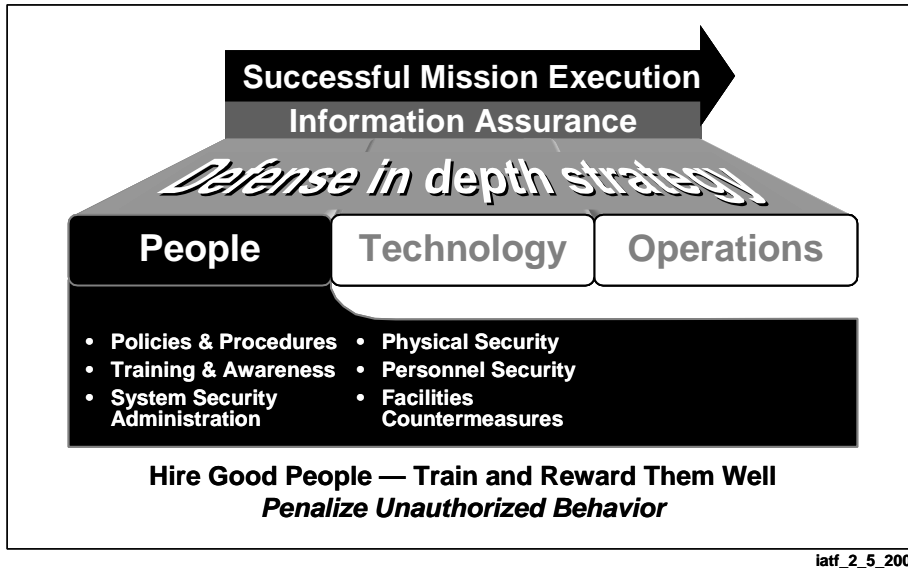 Successful Mission Execution
Information Assurance
Defense in depth strategy
People
Technology
Operations
• Policies & Procedures
• Training & Awareness
• System Security
Administration
• Physical Security
• Personnel Security
• Facilities
Countermeasures
Hire Good People — Train and Reward Them Well
Penalize Unauthorized Behavior
iatf_2_5_200